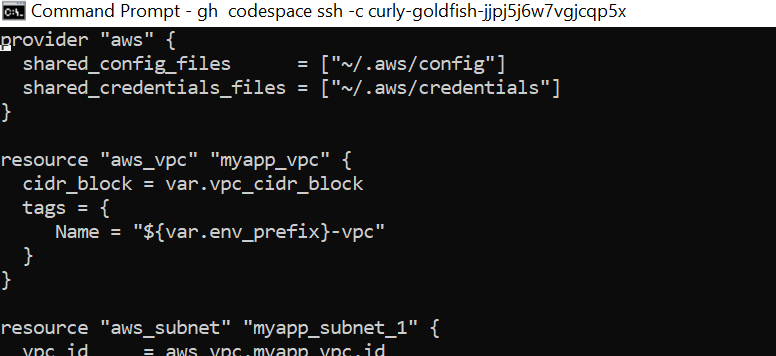 Command Prompt - gh  codespace ssh -c curly-goldfish-jjpj5j6w7vgjcqp5x
provider "aws" {
  shared_config_files      = ["~/.aws/config"]
  shared_credentials_files = ["~/.aws/credentials"]
}
resource "aws_vpc" "myapp_vpc" {
  cidr_block = var.vpc_cidr_block
  tags = {
     Name = "${var.env_prefix}-vpc"
  }
}
resource "aws_subnet" "myapp_subnet_1" {
  vpc_id     = aws_vpc.myapp_vpc.id